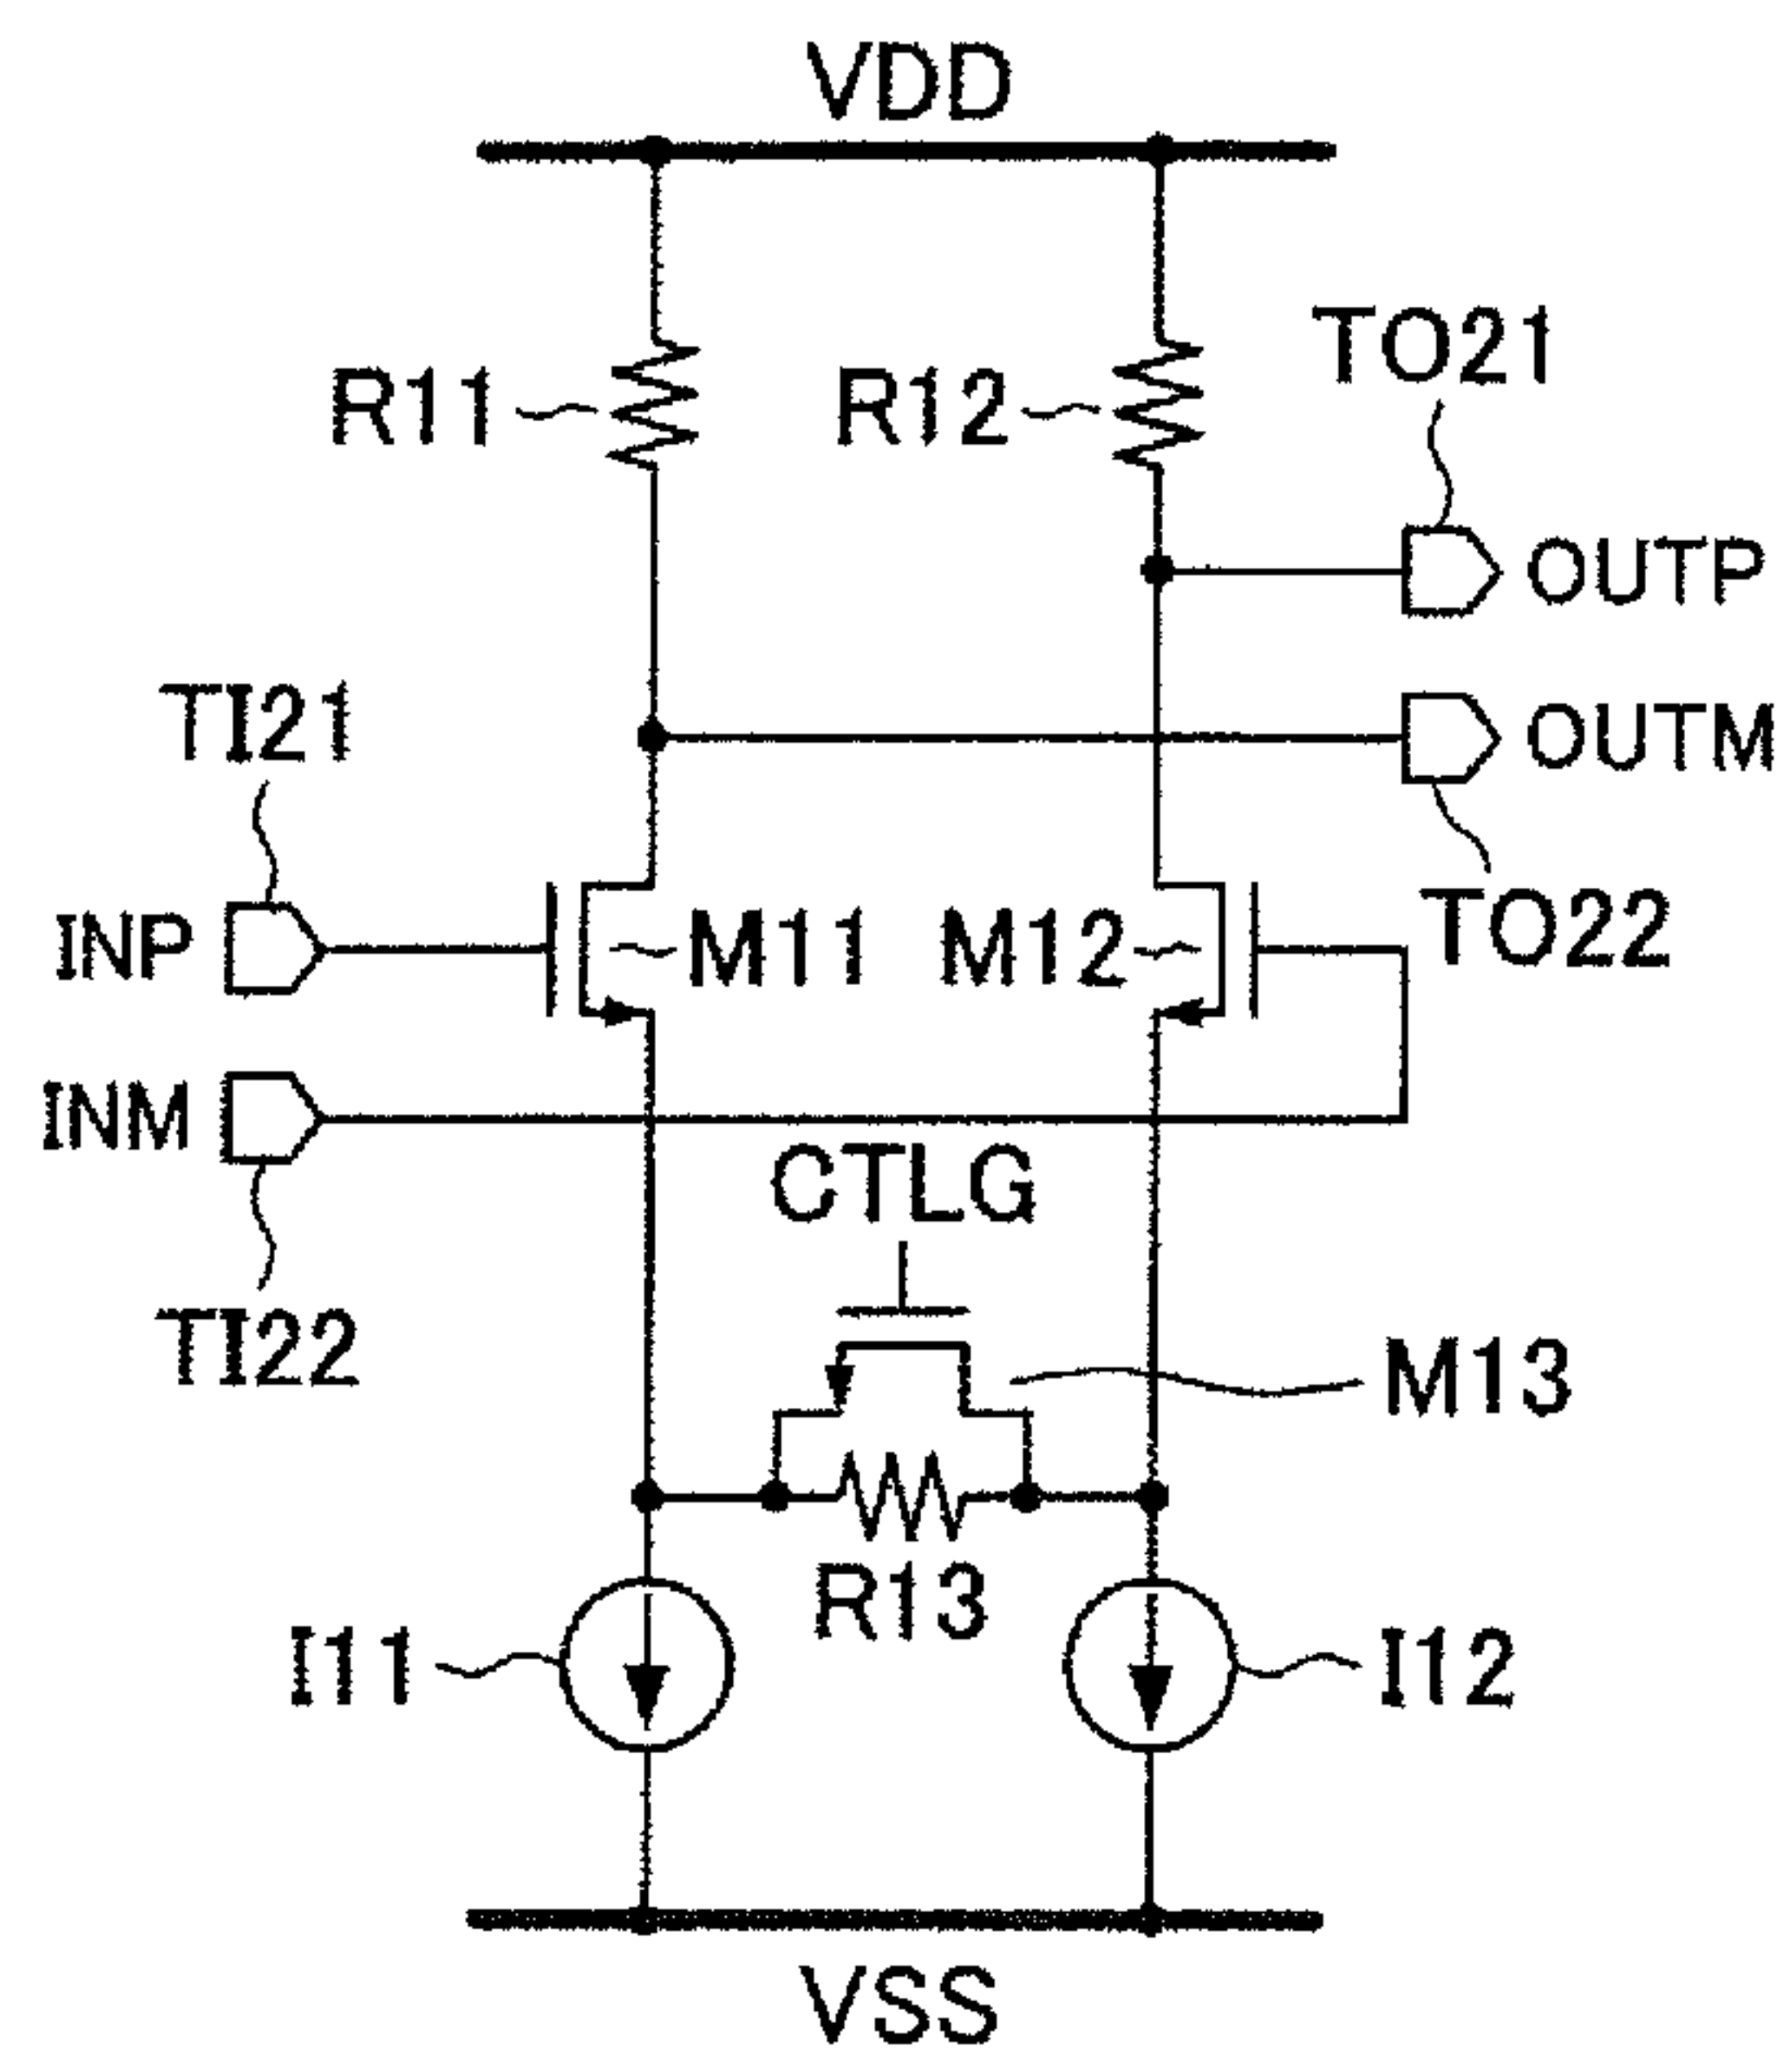 VDD
R11
R12
TO21
OUTP
TI21
OUTM
INP
M11
M12
TO22
INM
CTLG
TI22
M13
R13
I11
I12
VSS